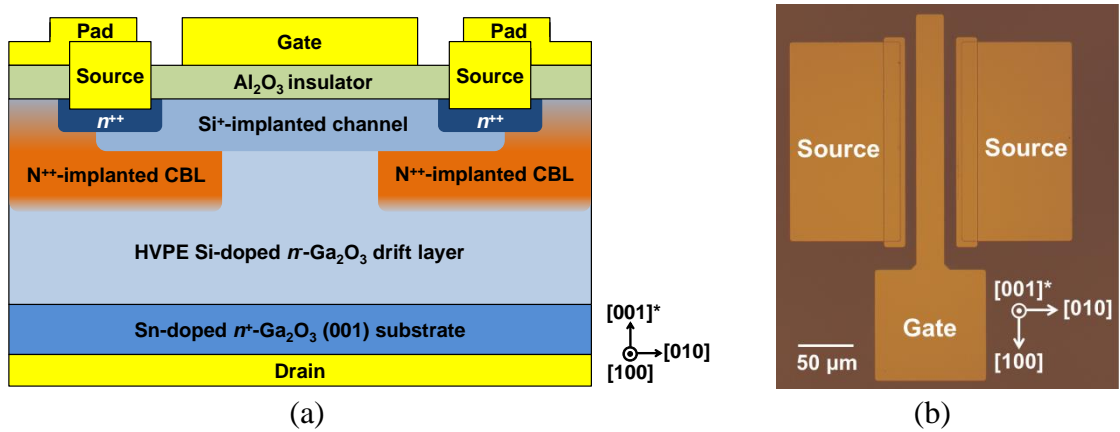 Pad
Gate
Pad
Source
Source
Al₂O₃ insulator
n⁺⁺
Si⁺-implanted channel
n⁺⁺
N⁺⁺-implanted CBL
N⁺⁺-implanted CBL
HVPE Si-doped n⁻-Ga₂O₃ drift layer
Sn-doped n⁺-Ga₂O₃ (001) substrate
Drain
[001]*
[010]
[100]
(a)
Source
Source
Gate
50 μm
[001]*
[010]
[100]
(b)